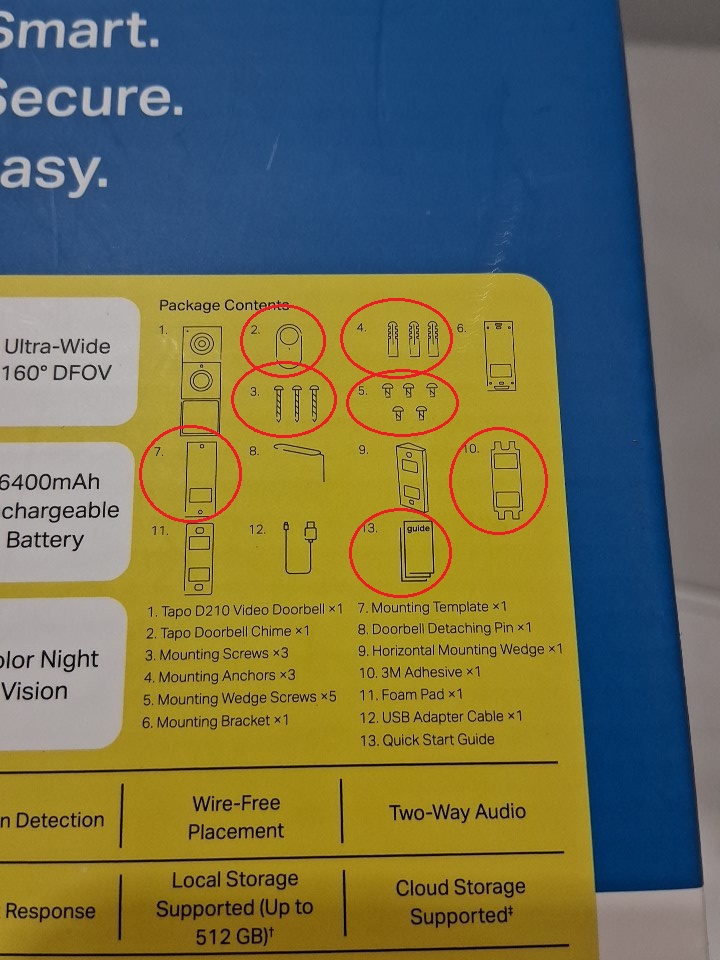 Smart.
Secure.
asy.
Package Contents
1.
2.
4.
6.
3.
5.
7.
8.
9.
10.
11.
12.
13.
guide
Ultra-Wide
160° DFOV
6400mAh
chargeable
Battery
olor Night
Vision
1. Tapo D210 Video Doorbell ×1
2. Tapo Doorbell Chime ×1
3. Mounting Screws ×3
4. Mounting Anchors ×3
5. Mounting Wedge Screws ×5
6. Mounting Bracket ×1
7. Mounting Template ×1
8. Doorbell Detaching Pin ×1
9. Horizontal Mounting Wedge ×1
10. 3M Adhesive ×1
11. Foam Pad ×1
12. USB Adapter Cable ×1
13. Quick Start Guide
n Detection
Wire-Free
Placement
Two-Way Audio
Response
Local Storage
Supported (Up to
512 GB)†
Cloud Storage
Supported‡